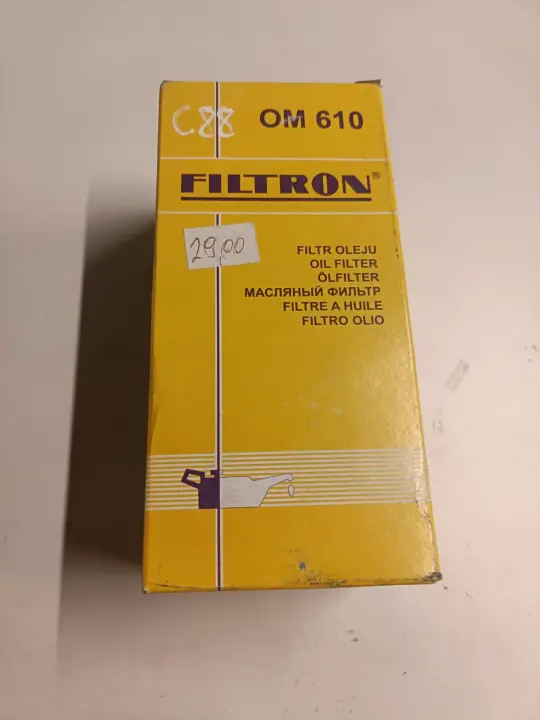 C88 OM 610
FILTRON®
29,00
FILTR OLEJU
OIL FILTER
ÖLFILTER
МАСЛЯНЫЙ ФИЛЬТР
FILTRE A HUILE
FILTRO OLIO